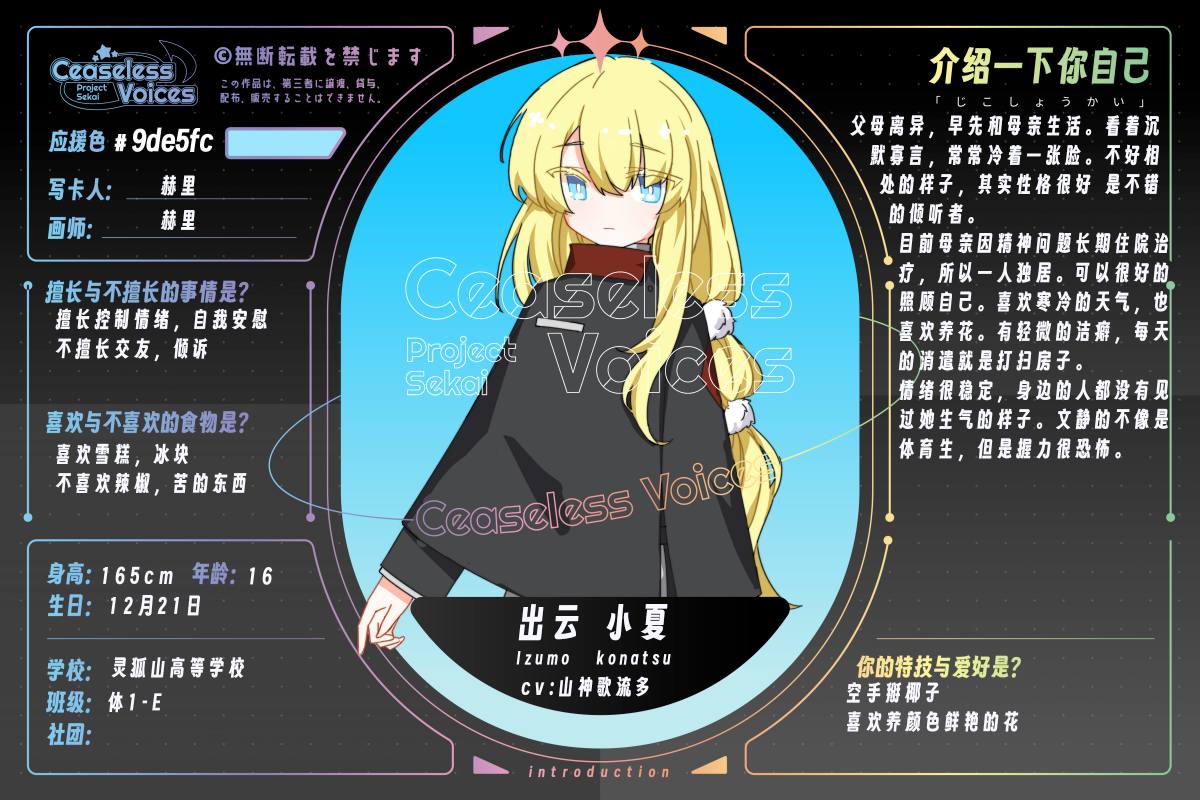 Ceaseless
Project
Sekai
Voices
©無断転載を禁じます
この作品は、第三者に譲渡、貸与、
配布、販売することはできません。
应援色 #9de5fc
写卡人: 赫里
画师: 赫里
擅长与不擅长的事情是?
擅长控制情绪,自我安慰
不擅长交友,倾诉
喜欢与不喜欢的食物是?
喜欢雪糕,冰块
不喜欢辣椒,苦的东西
身高:165cm 年龄:16
生日: 12月21日
学校: 灵狐山高等学校
班级: 体1-E
社团:
Ceaseless
Project
Sekai
Voices
Ceaseless Voices
出云 小夏
Izumo konatsu
cv:山神歌流多
introduction
介绍一下你自己
「じこしょうかい」
父母离异,早先和母亲生活。看着沉
默寡言,常常冷着一张脸。不好相
处的样子,其实性格很好 是不错
的倾听者。
目前母亲因精神问题长期住院治
疗,所以一人独居。可以很好的
照顾自己。喜欢寒冷的天气,也
喜欢养花。有轻微的洁癖,每天
的消遣就是打扫房子。
情绪很稳定,身边的人都没有见
过她生气的样子。文静的不像是
体育生,但是握力很恐怖。
你的特技与爱好是?
空手掰椰子
喜欢养颜色鲜艳的花